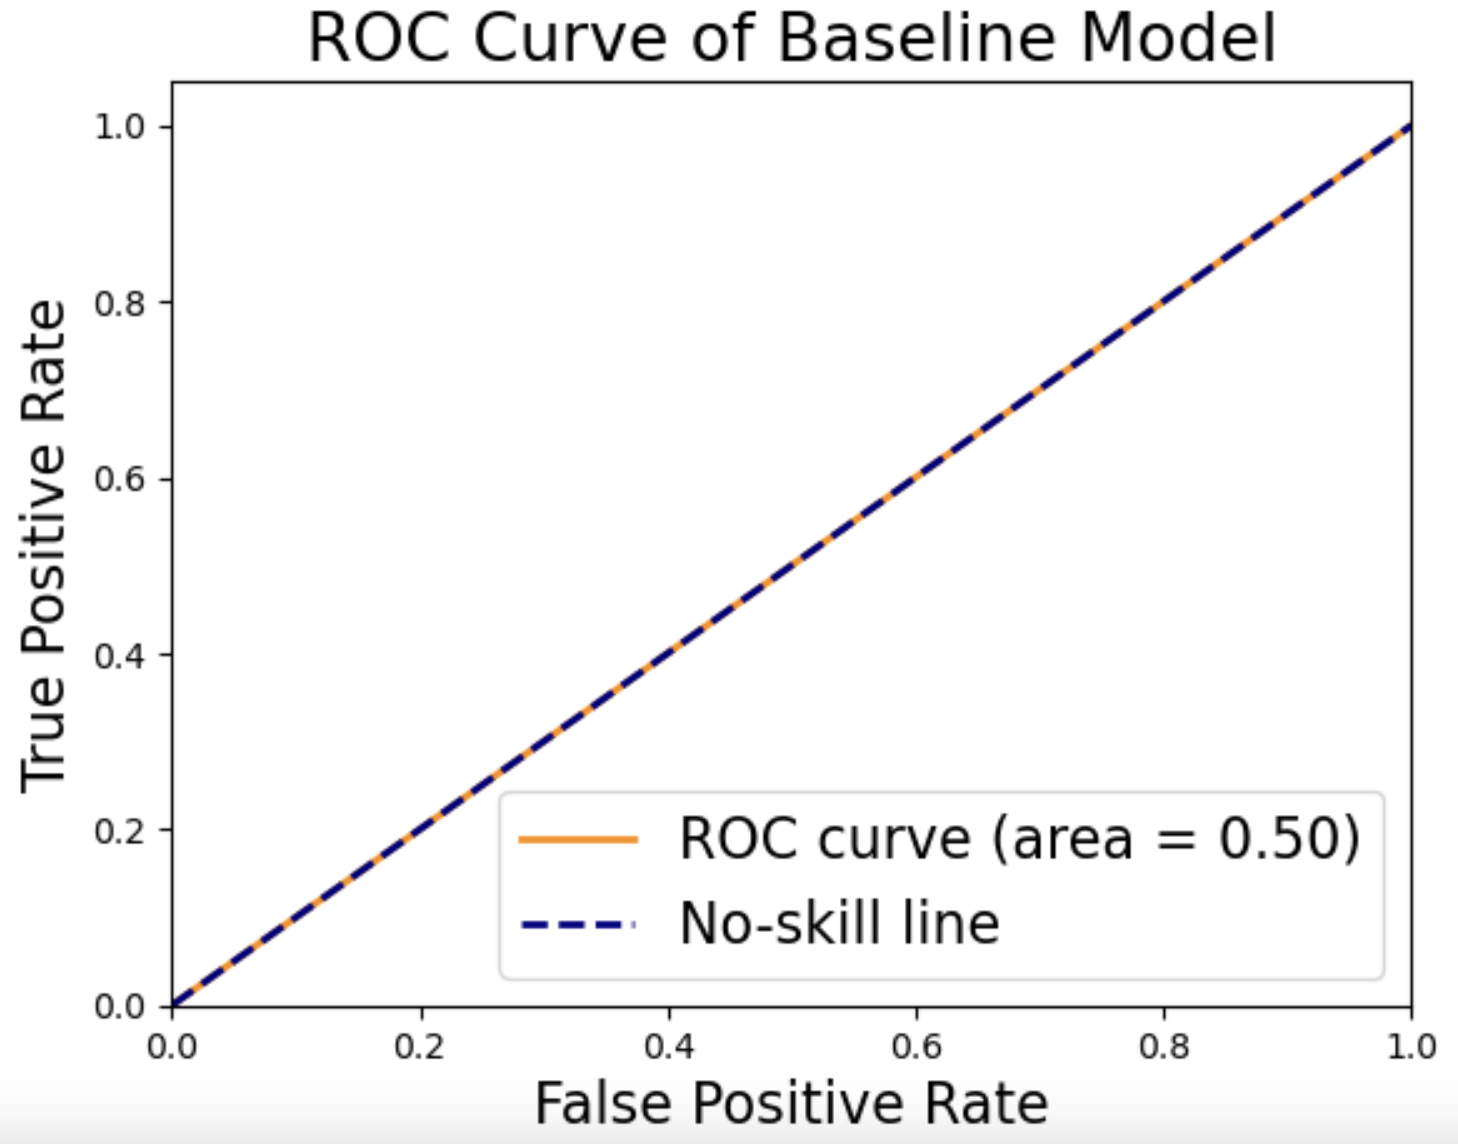 ROC Curve of Baseline Model
1.0
0.8
0.6
0.4
0.2
0.0
True Positive Rate
ROC curve (area = 0.50)
No-skill line
0.0 0.2 0.4 0.6 0.8 1.0
False Positive Rate